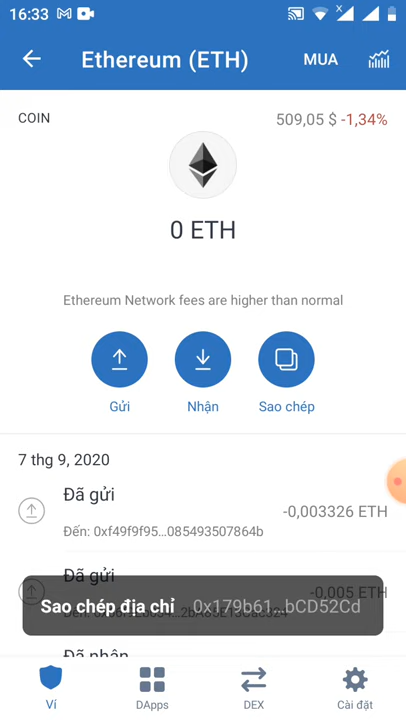 16:33
Ethereum (ETH)
MUA
COIN
509,05 $ -1,34%
0 ETH
Ethereum Network fees are higher than normal
Gửi
Nhận
Sao chép
7 thg 9, 2020
Đã gửi
-0,003326 ETH
Đến: 0xf49f9f95...085493507864b
Đã gửi
-0,005 ETH
Sao chép địa chỉ 0x179b61...bCD52Cd
Đã nhận
Ví
DApps
DEX
Cài đặt